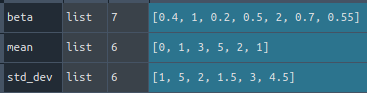 beta list 7 [0.4, 1, 0.2, 0.5, 2, 0.7, 0.55]
mean list 6 [0, 1, 3, 5, 2, 1]
std_dev list 6 [1, 5, 2, 1.5, 3, 4.5]